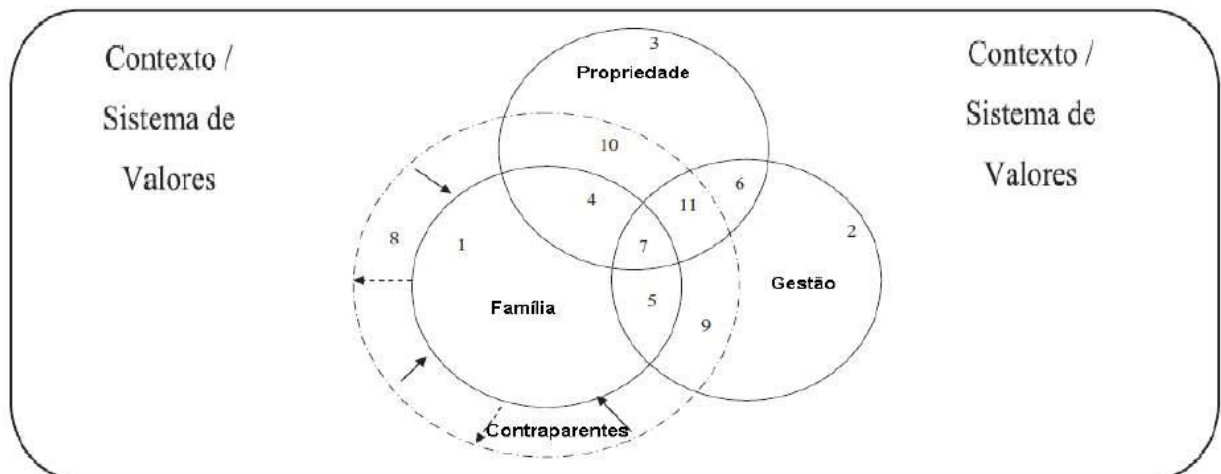 Contexto /
Sistema de
Valores
Contexto /
Sistema de
Valores
3
Propriedade
10
4
11
6
8
1
7
2
Família
5
Gestão
9
Contraparentes